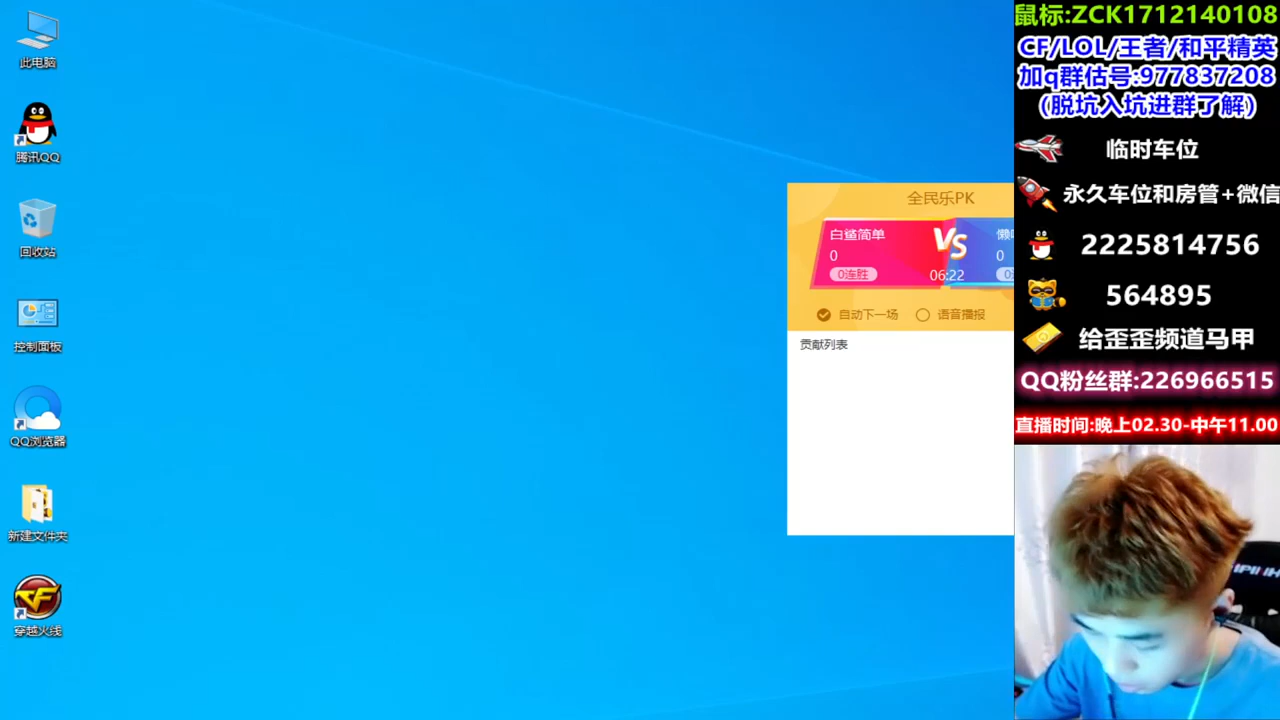 此电脑
腾讯QQ
回收站
控制面板
QQ浏览器
新建文件夹
穿越火线
全民乐PK
白鲨简单
VS
懒
0
0
0连胜
06:22
0
自动下一场
语音播报
贡献列表
鼠标:ZCK1712140108
CF/LOL/王者/和平精英
加q群估号:977837208
(脱坑入坑进群了解)
临时车位
永久车位和房管+微信
2225814756
564895
给歪歪频道马甲
QQ粉丝群:226966515
直播时间:晚上02.30-中午11.00